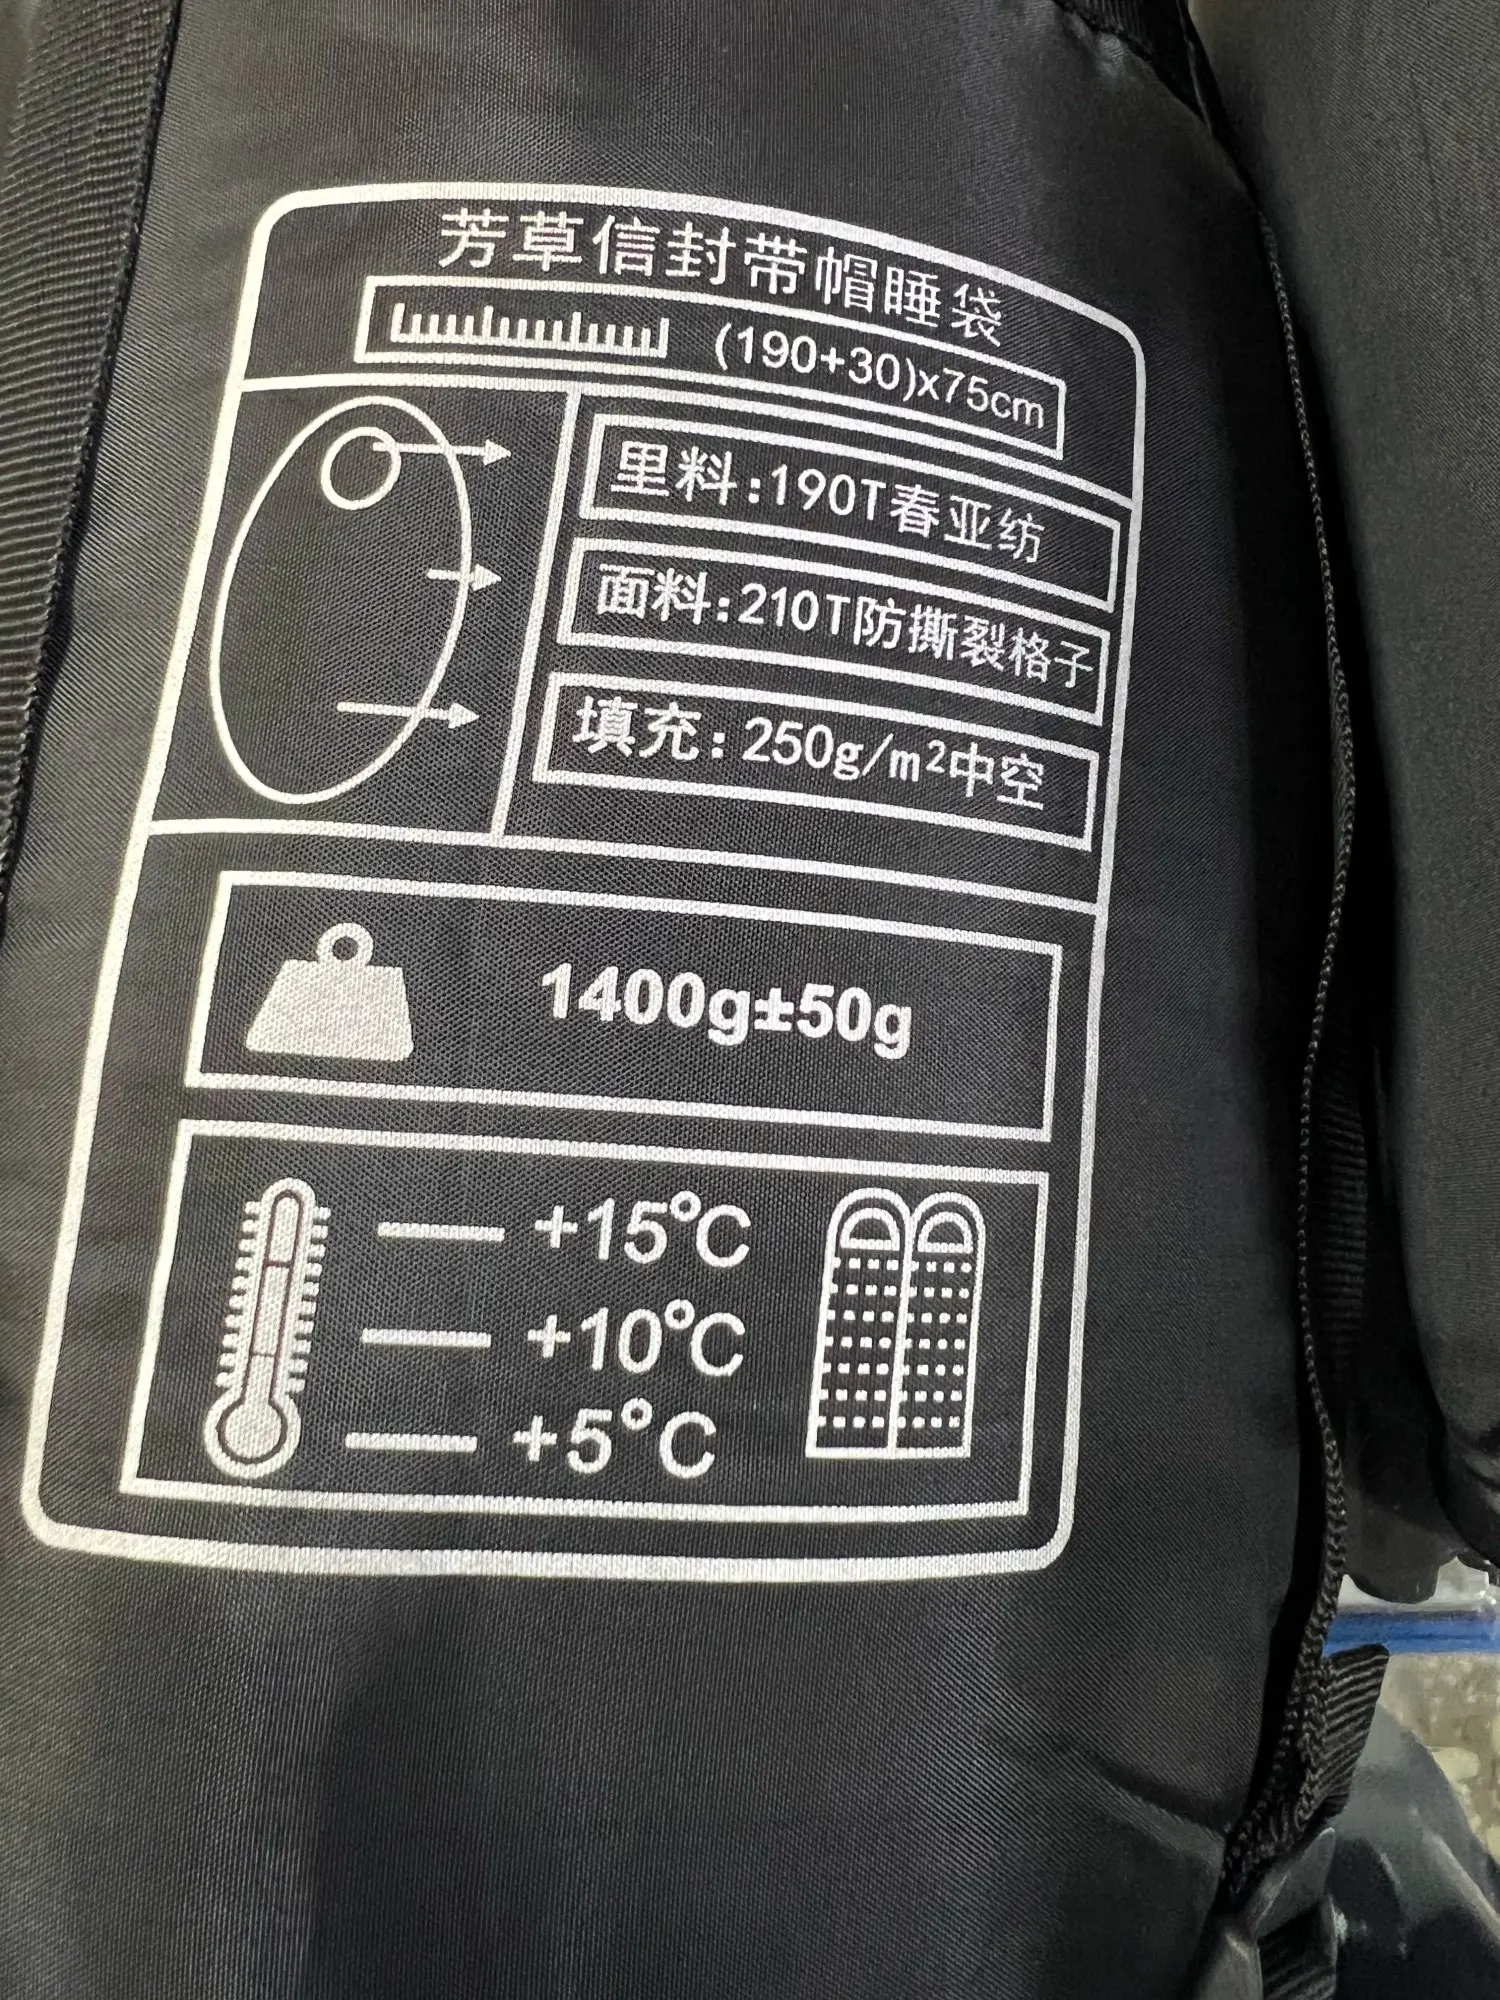 芳草信封带帽睡袋
(190+30)x75cm
里料:190T春亚纺
面料:210T防撕裂格子
填充:250g/m²中空
1400g±50g
+15℃
+10℃
+5℃